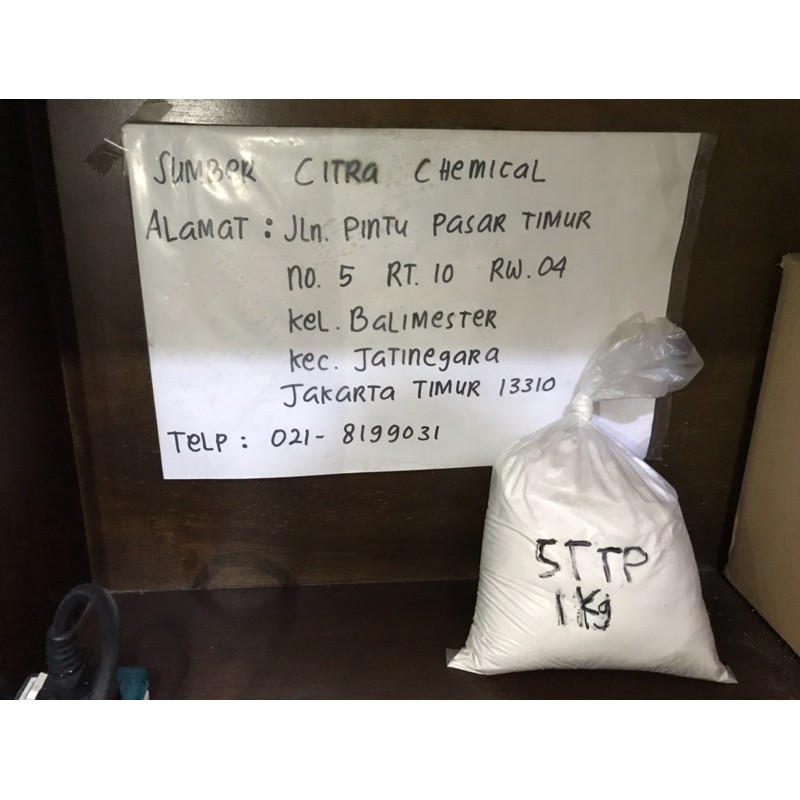 SUMBER CITRA CHEMICAL
ALAMAT : JLn. PINTU PASAR TIMUR
NO. 5 RT. 10 RW. 04
KEL. BALIMESTER
KEC. JATINEGARA
JAKARTA TIMUR 13310
TELP : 021- 8199031
STTP
1 Kg